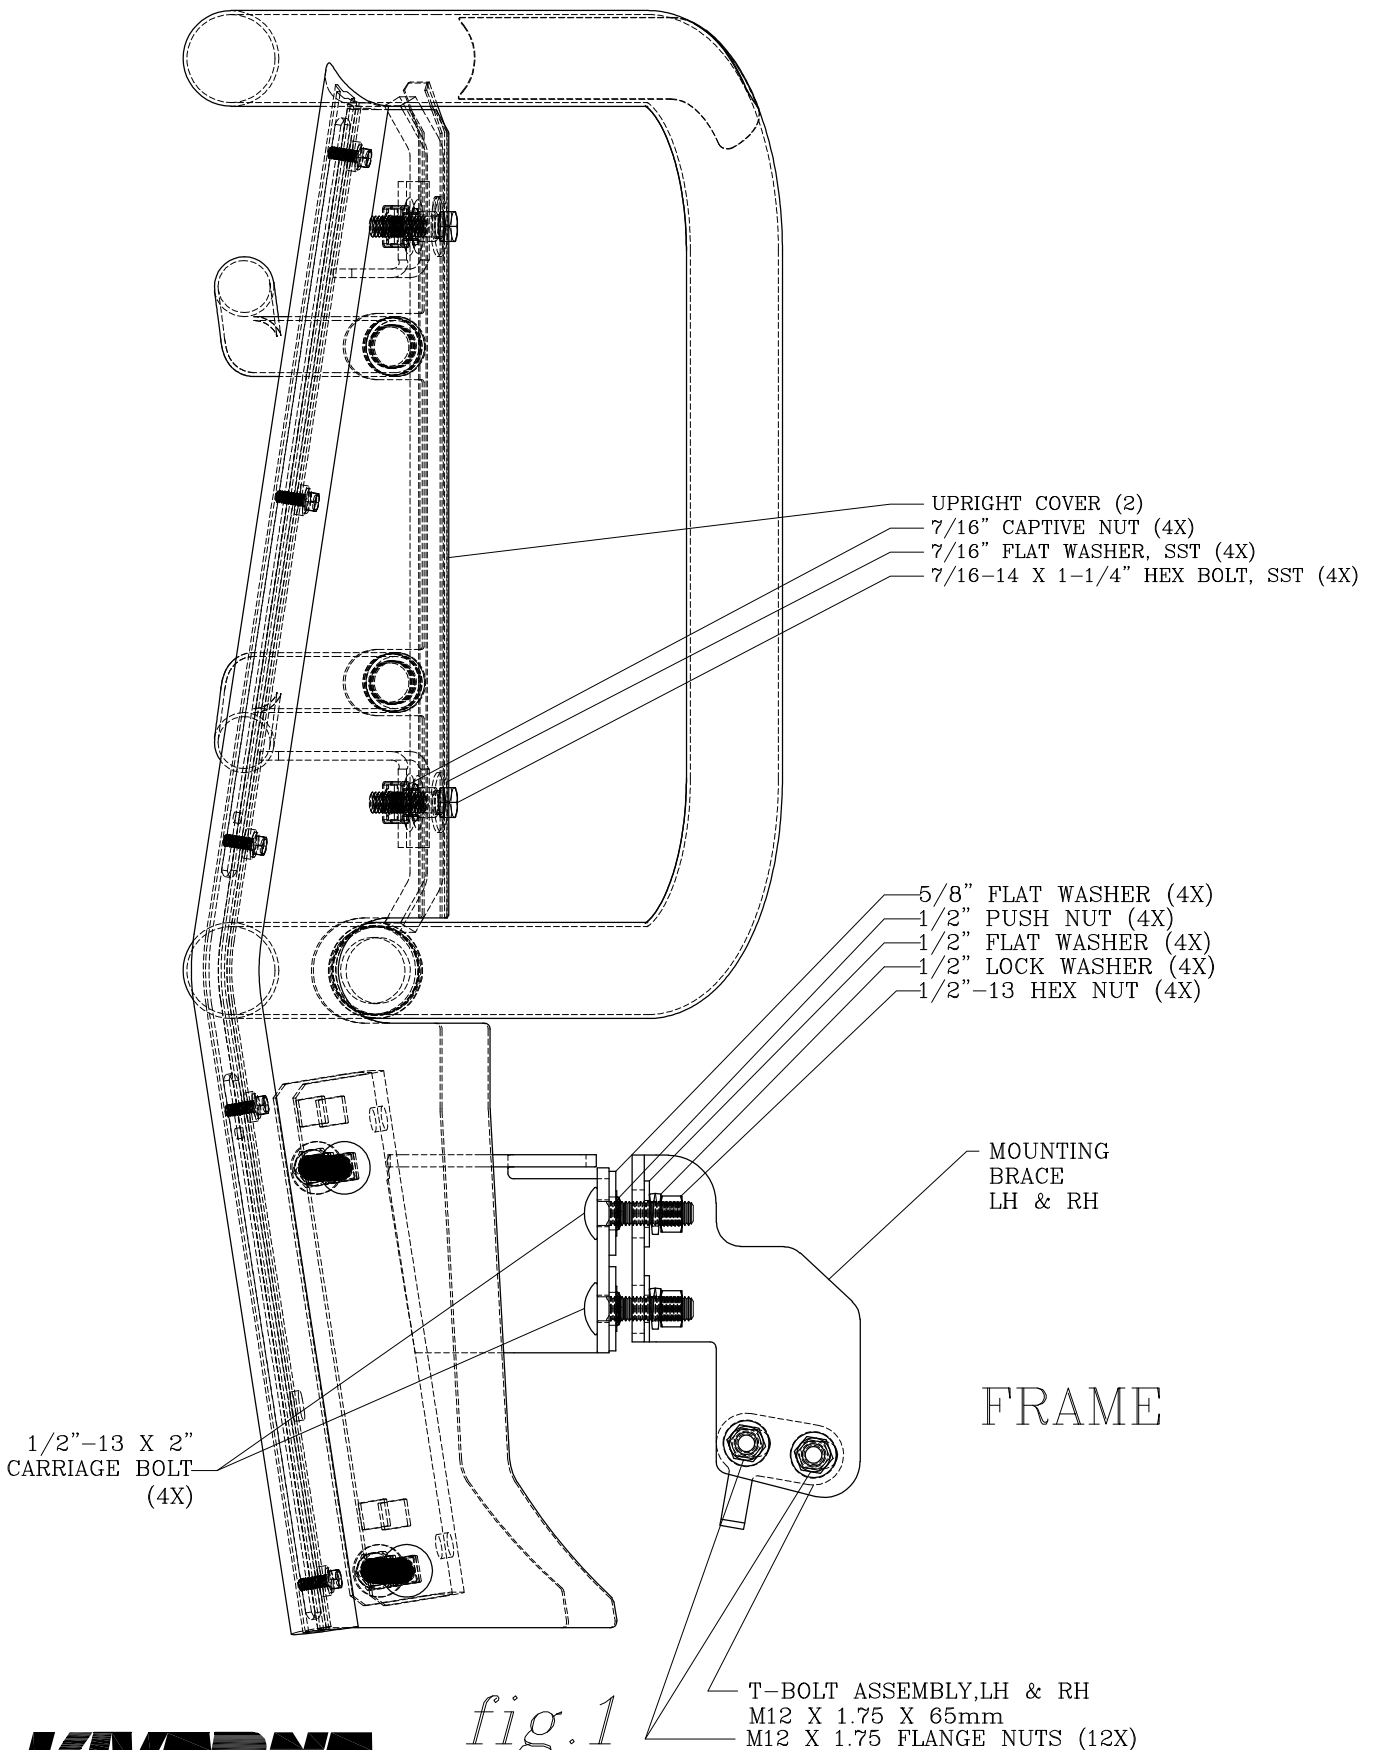 UPRIGHT COVER (2)
7/16” CAPTIVE NUT (4X)
7/16” FLAT WASHER, SST (4X)
7/16-14 X 1-1/4” HEX BOLT, SST (4X)
5/8” FLAT WASHER (4X)
1/2” PUSH NUT (4X)
1/2” FLAT WASHER (4X)
1/2” LOCK WASHER (4X)
1/2”-13 HEX NUT (4X)
MOUNTING
BRACE
LH & RH
FRAME
1/2”-13 X 2”
CARRIAGE BOLT
(4X)
T-BOLT ASSEMBLY,LH & RH
M12 X 1.75 X 65mm
M12 X 1.75 FLANGE NUTS (12X)
fig.1